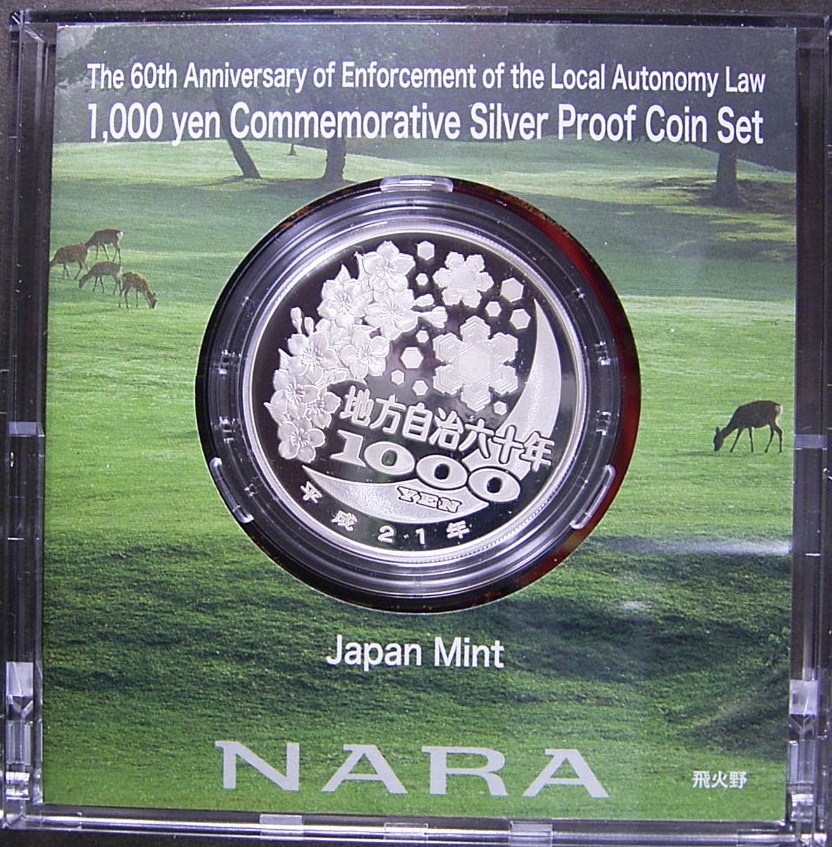 The 60th Anniversary of Enforcement of the Local Autonomy Law
1,000 yen Commemorative Silver Proof Coin Set
地方自治六十年
1000
YEN
平成21年
Japan Mint
NARA
飛火野